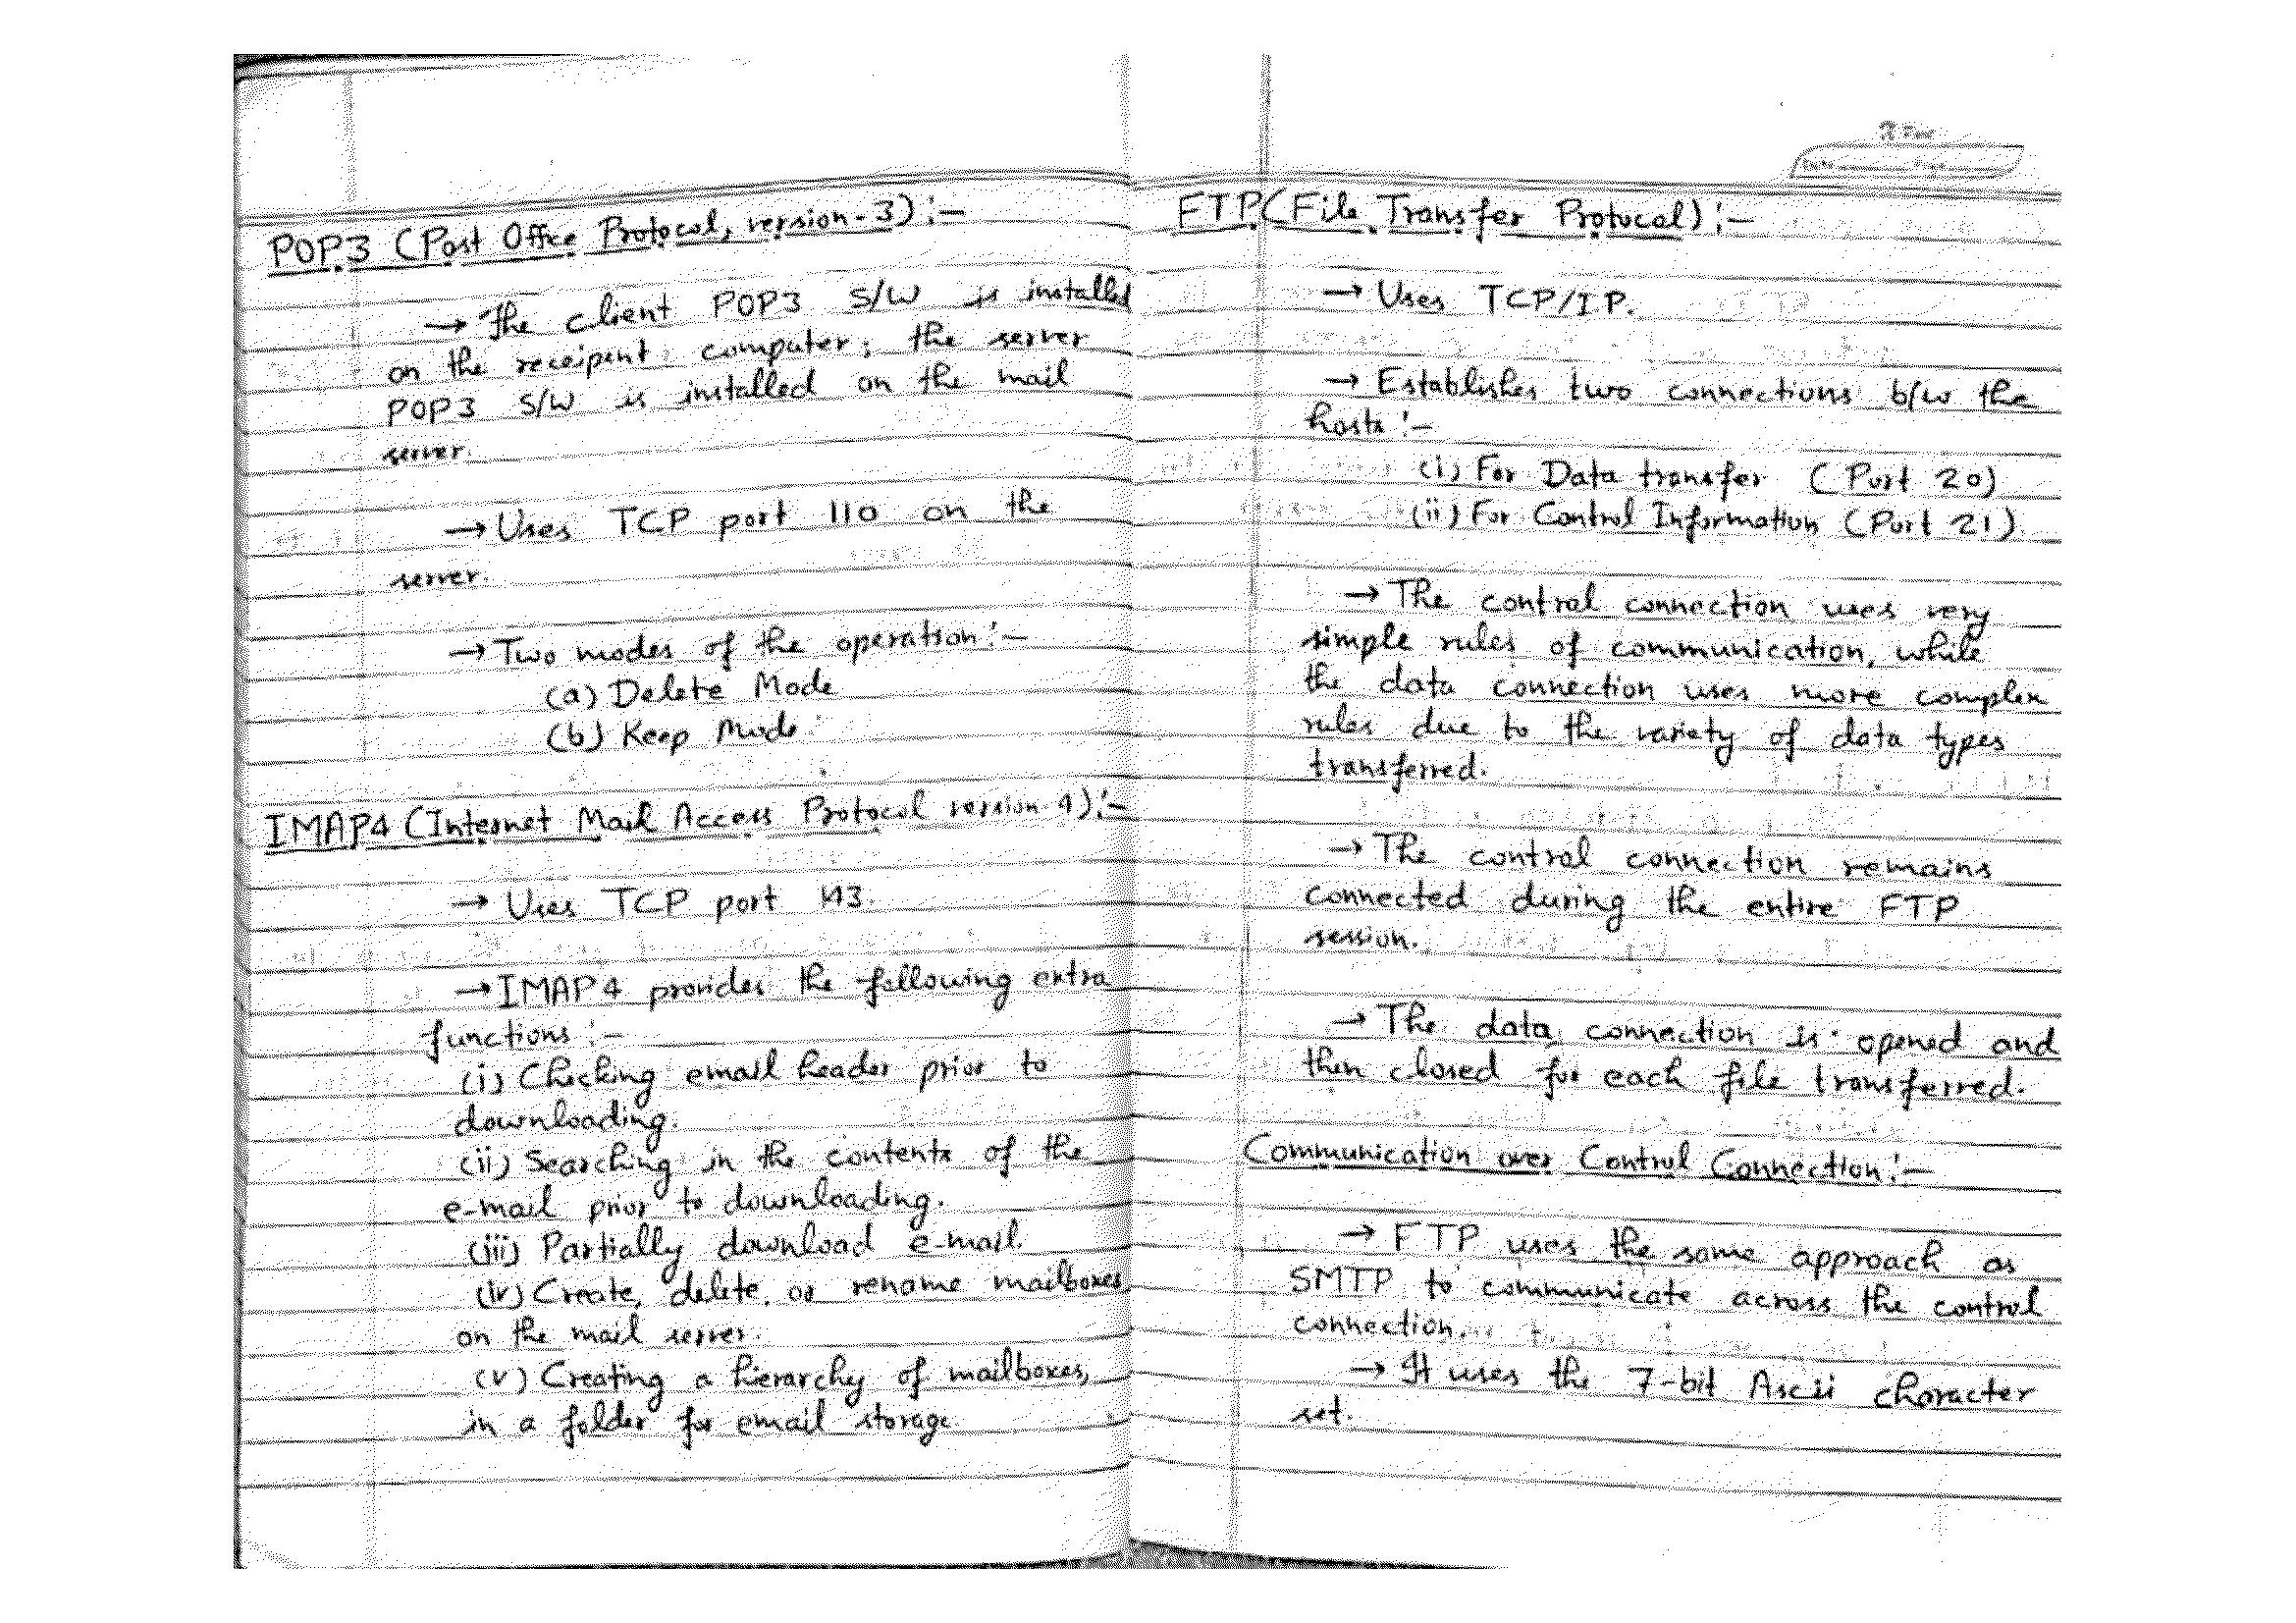 POP3 (Post Office Protocol, version-3):-
→ The client POP3 S/W is installed
on the receipent computer; the server
POP3 S/W is installed on the mail
server.
→ Uses TCP port 110 on the
server.
→ Two modes of the operation:-
(a) Delete Mode
(b) Keep Mode
IMAP4 (Internet Mail Access Protocol version 4):-
→ Uses TCP port 143.
→ IMAP4 provides the following extra
functions:-
(i) Checking email header prior to
downloading.
(ii) Searching in the contents of the
e-mail prior to downloading.
(iii) Partially download e-mail.
(iv) Create, delete, or rename mailboxes
on the mail server.
(v) Creating a hierarchy of mailboxes,
in a folder for email storage.
FTP (File Transfer Protocol):-
→ Uses TCP/IP.
→ Establishes two connections b/w the
hosts:-
(i) For Data transfer (Port 20)
(ii) For Control Information (Port 21)
→ The control connection uses very
simple rules of communication, while
the data connection uses more complex
rules due to the variety of data types
transferred.
→ The control connection remains
connected during the entire FTP
session.
→ The data connection is opened and
then closed for each file transferred.
Communication over Control Connection:-
→ FTP uses the same approach as
SMTP to communicate across the control
connection.
→ It uses the 7-bit Ascii character
set.